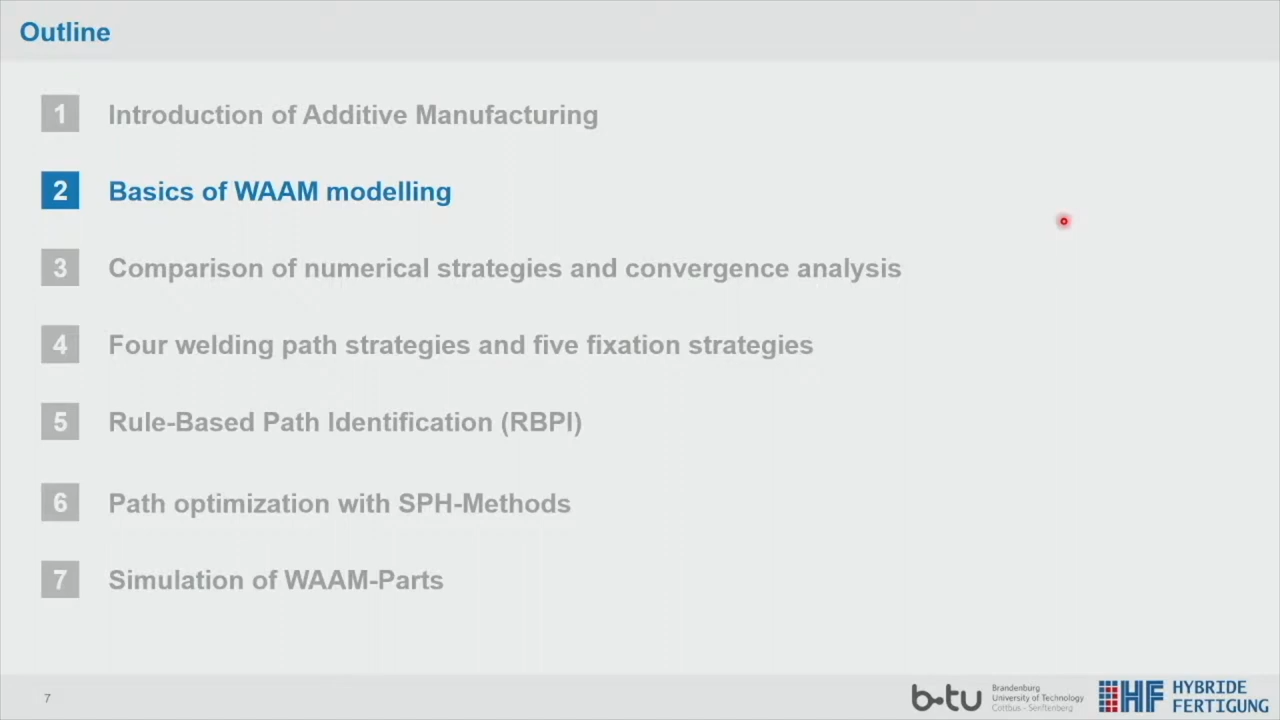 Outline
1 Introduction of Additive Manufacturing
2 Basics of WAAM modelling
3 Comparison of numerical strategies and convergence analysis
4 Four welding path strategies and five fixation strategies
5 Rule-Based Path Identification (RBPI)
6 Path optimization with SPH-Methods
7 Simulation of WAAM-Parts
7
b-tu
Brandenburg
University of Technology
Cottbus - Senftenberg
HF
HYBRIDE
FERTIGUNG